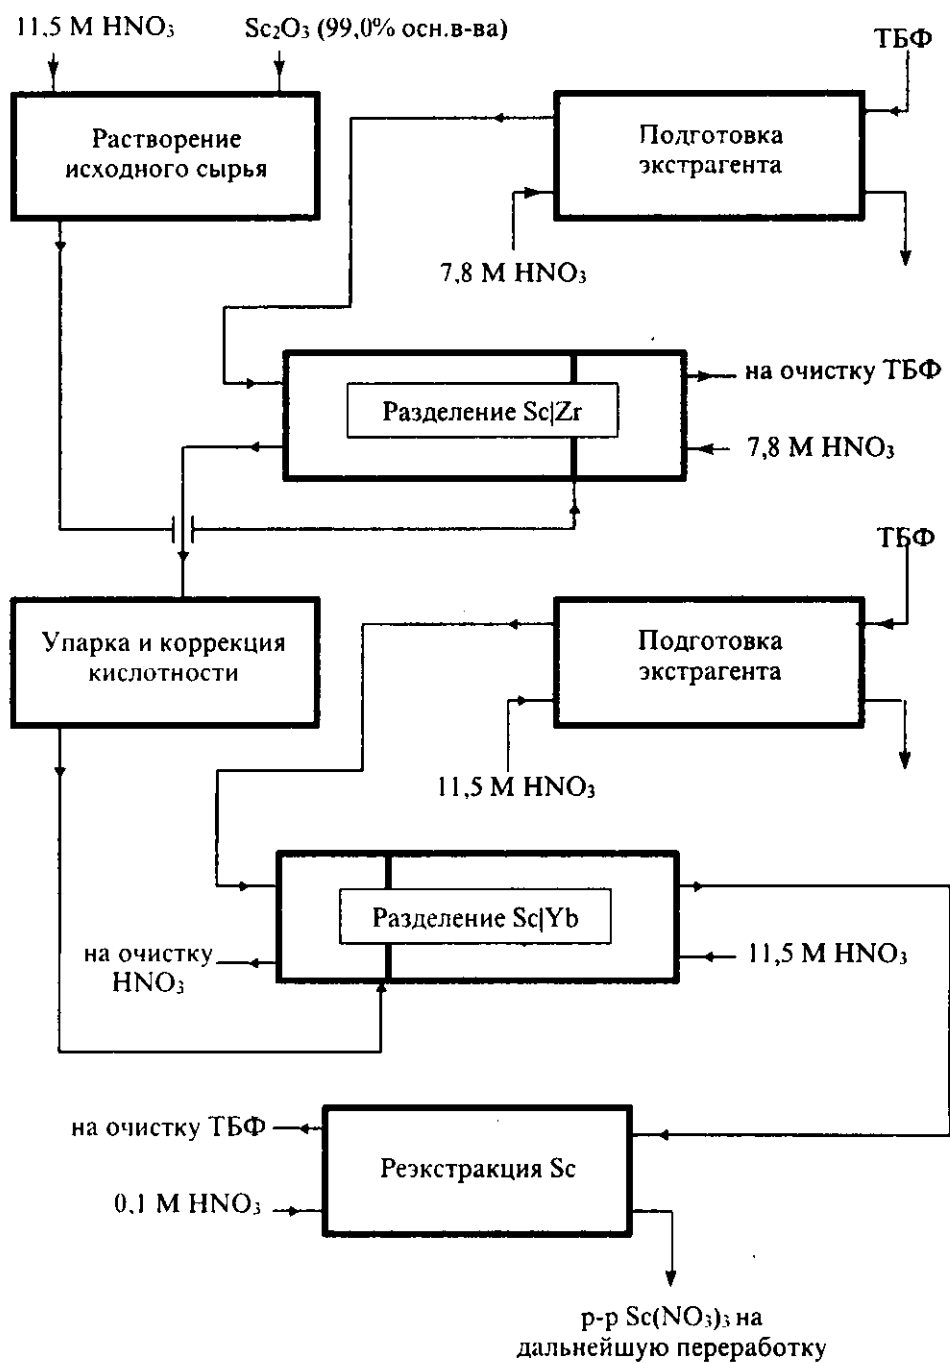 11,5 М HNO₃
Sc₂O₃ (99,0% осн.в-ва)
ТБФ
Растворение
исходного сырья
Подготовка
экстрагента
7,8 М HNO₃
на очистку ТБФ
Разделение Sc|Zr
7,8 М HNO₃
ТБФ
Упарка и коррекция
кислотности
Подготовка
экстрагента
11,5 М HNO₃
Разделение Sc|Yb
на очистку
HNO₃
11,5 М HNO₃
на очистку ТБФ
Реэкстракция Sc
0,1 М HNO₃
р-р Sc(NO₃)₃ на
дальнейшую переработку